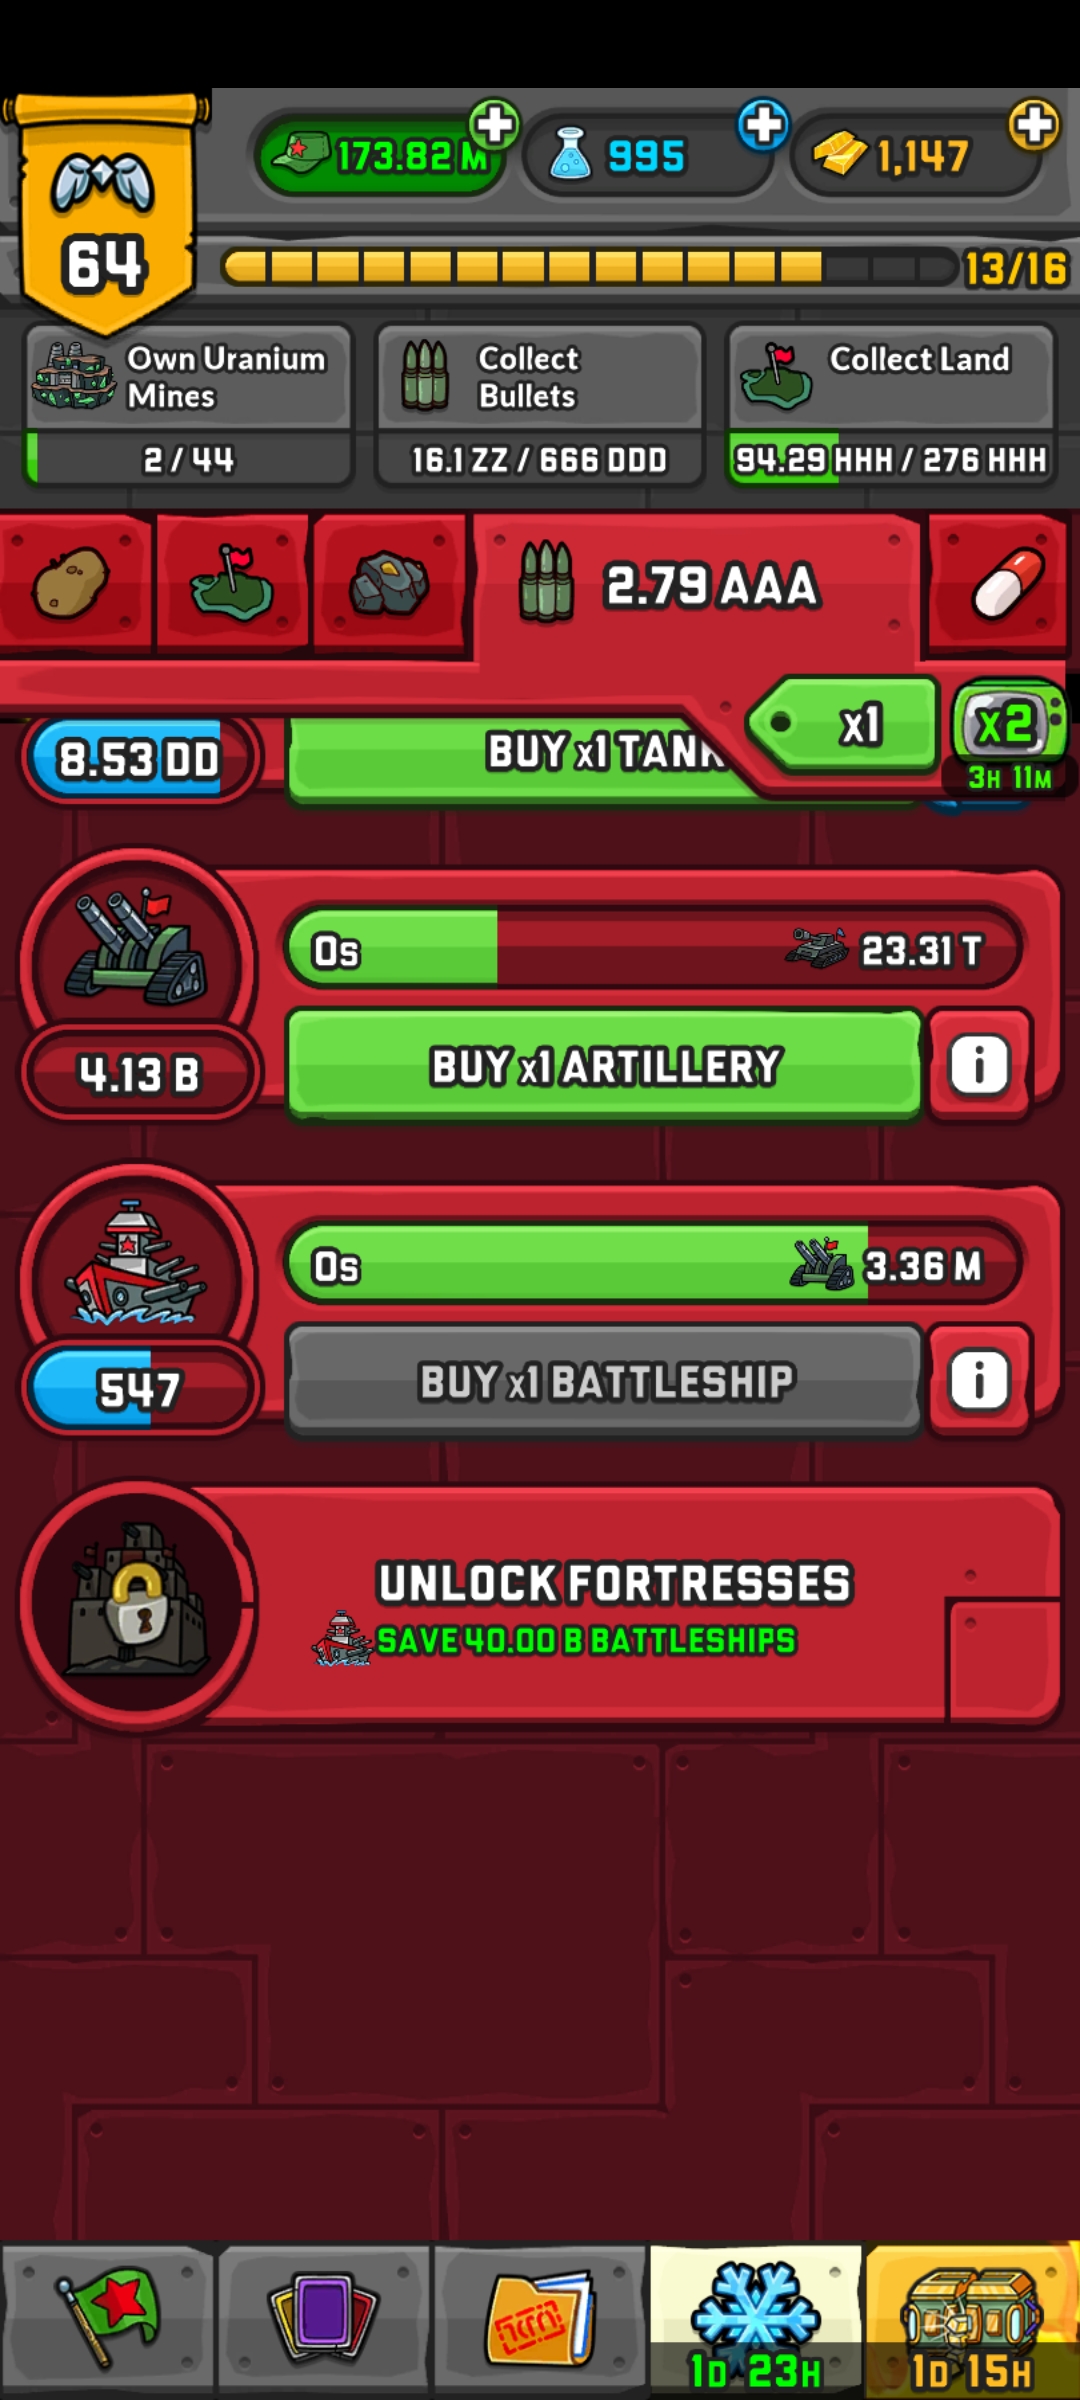 64
173.82 M
995
1,147
13/16
Own Uranium
Mines
2 / 44
Collect
Bullets
16.1 ZZ / 666 DDD
Collect Land
94.29 HHH / 276 HHH
2.79 AAA
x1
x2
3H 11M
8.53 DD
BUY x1 TANK
0s
23.31 T
4.13 B
BUY x1 ARTILLERY
i
0s
3.36 M
547
BUY x1 BATTLESHIP
i
UNLOCK FORTRESSES
SAVE 40.00 B BATTLESHIPS
1D 23H
1D 15H